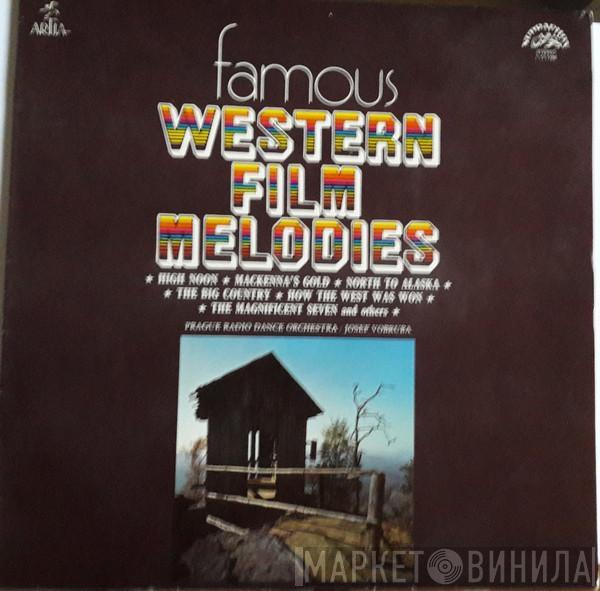 ARTIA
SUPRAPHON
STEREO
famous
WESTERN
FILM
MELODIES
★ HIGH NOON ★ MACKENNA'S GOLD ★ NORTH TO ALASKA ★
★ THE BIG COUNTRY ★ HOW THE WEST WAS WON ★
★ THE MAGNIFICENT SEVEN and others ★
PRAGUE RADIO DANCE ORCHESTRA / JOSEF VOBRUBA
МАРКЕТ ВИНИЛА